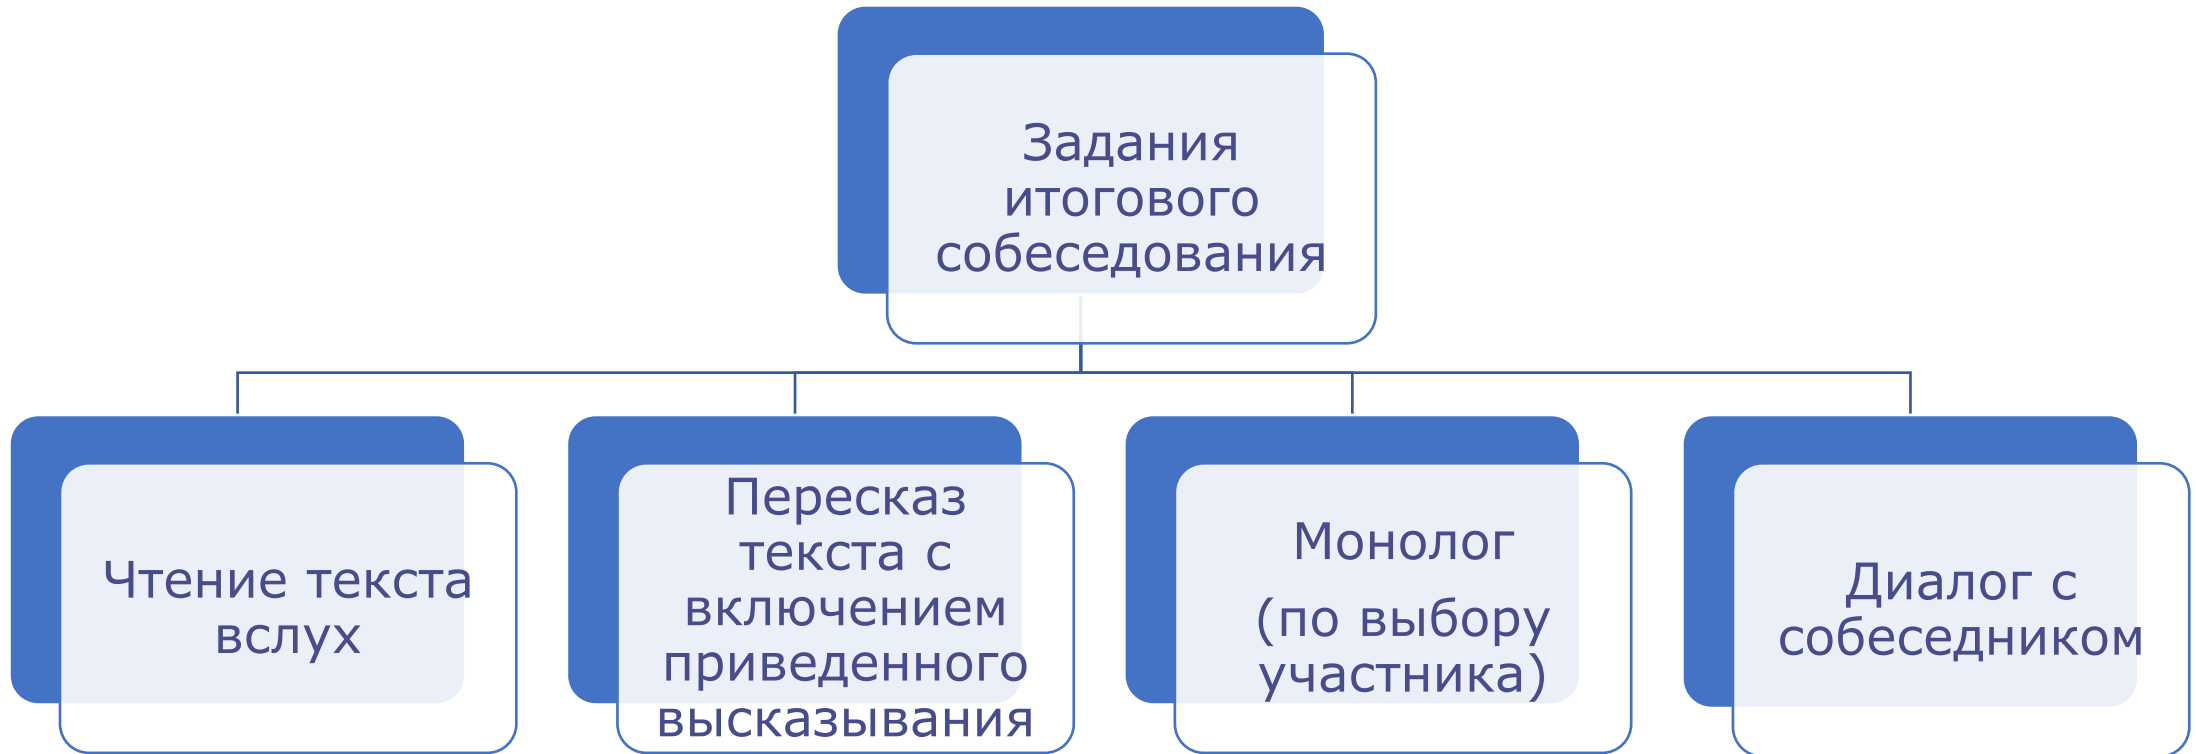 Задания
итогового
собеседования
Чтение текста
вслух
Пересказ
текста с
включением
приведенного
высказывания
Монолог
(по выбору
участника)
Диалог с
собеседником